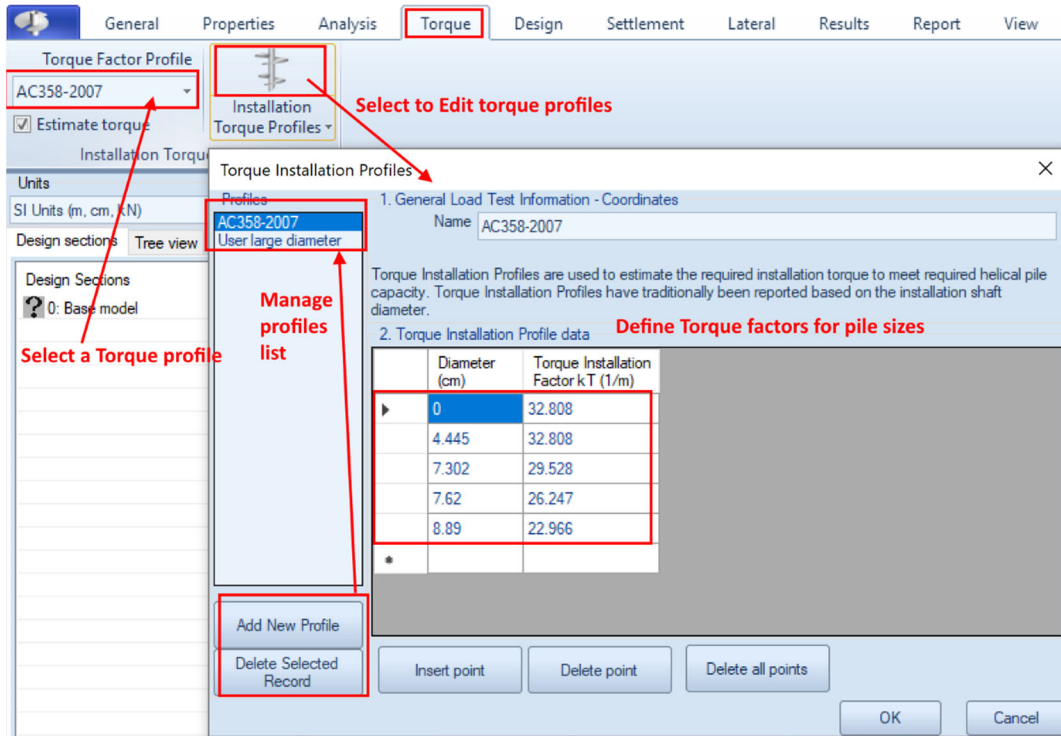 General Properties Analysis Torque Design Settlement Lateral Results Report View
Torque Factor Profile
AC358-2007
Estimate torque
Installation
Torque Profiles
Select to Edit torque profiles
Installation Torqu
Units
SI Units (m, cm, kN)
Design sections Tree view
Design Sections
0: Base model
Select a Torque profile
Torque Installation Profiles
Profiles
AC358-2007
User large diameter
Manage
profiles
list
1. General Load Test Information - Coordinates
Name AC358-2007
Torque Installation Profiles are used to estimate the required installation torque to meet required helical pile
capacity. Torque Installation Profiles have traditionally been reported based on the installation shaft
diameter.
Define Torque factors for pile sizes
2. Torque Installation Profile data
Diameter
(cm)
Torque Installation
Factor kT (1/m)
0 32.808
4.445 32.808
7.302 29.528
7.62 26.247
8.89 22.966
Add New Profile
Delete Selected
Record
Insert point Delete point Delete all points
OK Cancel